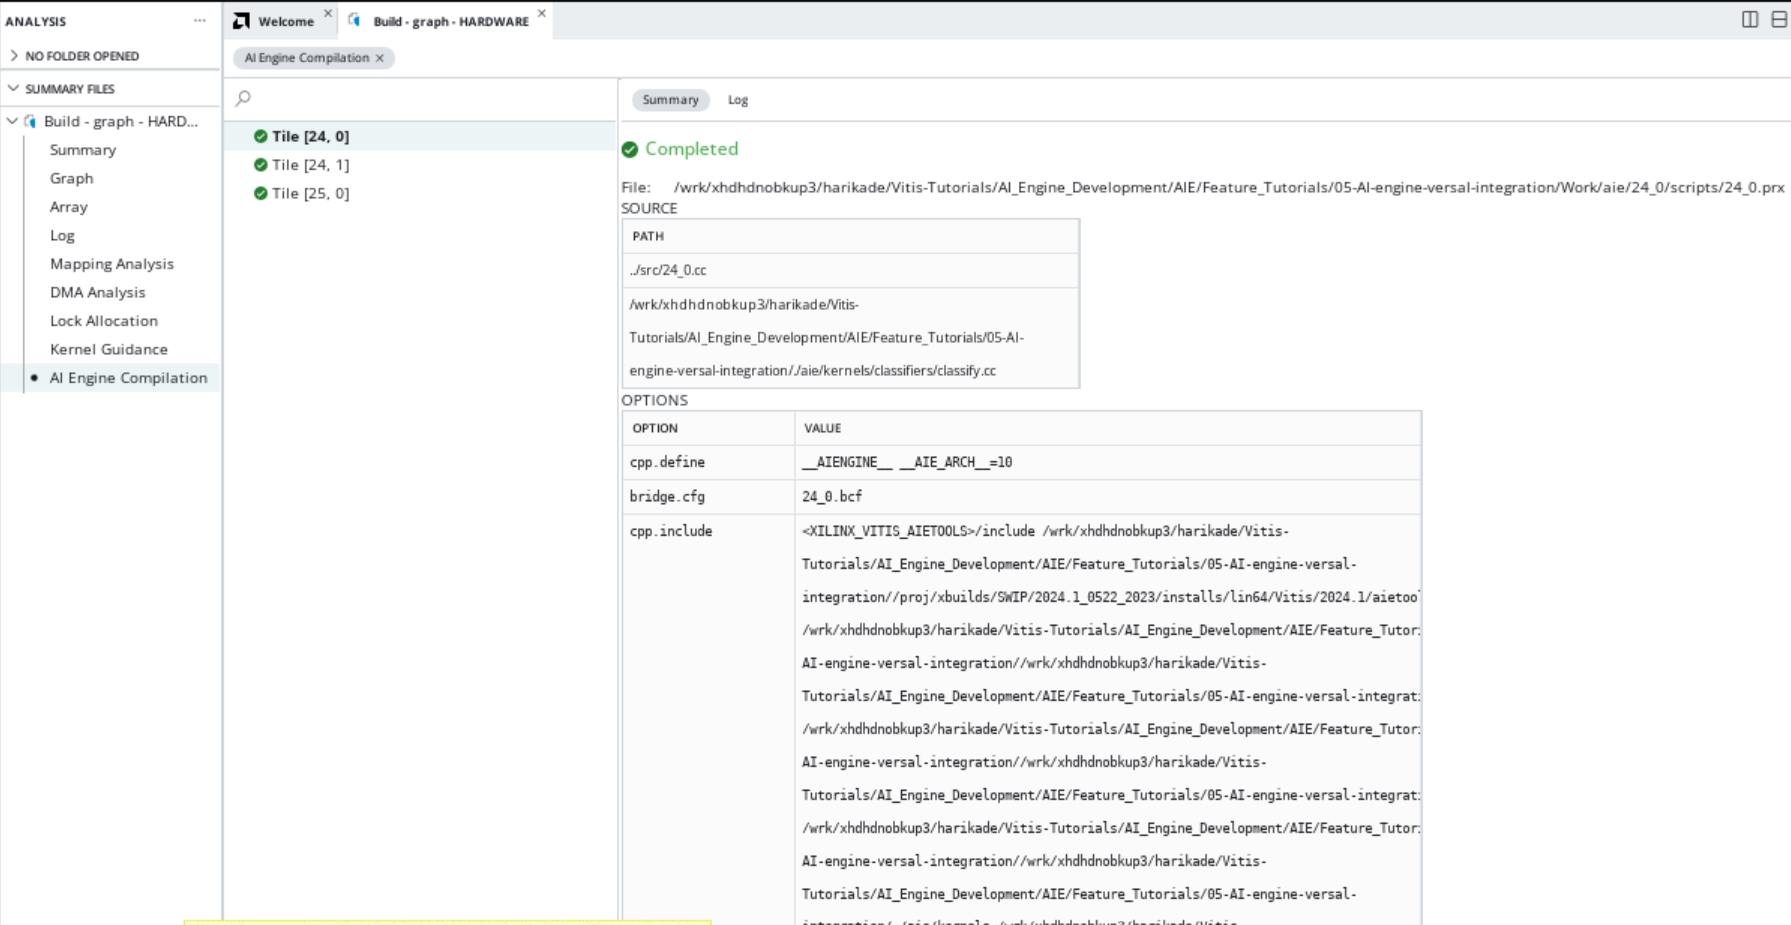 ANALYSIS
NO FOLDER OPENED
SUMMARY FILES
Build - graph - HARD...
Summary
Graph
Array
Log
Mapping Analysis
DMA Analysis
Lock Allocation
Kernel Guidance
AI Engine Compilation
Welcome
Build - graph - HARDWARE
AI Engine Compilation
Tile [24, 0]
Tile [24, 1]
Tile [25, 0]
Summary Log
Completed
File: /wrk/xhdhdnobkup3/harikade/Vitis-Tutorials/AI_Engine_Development/AIE/Feature_Tutorials/05-AI-engine-versal-integration/Work/aie/24_0/scripts/24_0.prx
SOURCE
PATH
../src/24_0.cc
/wrk/xhdhdnobkup3/harikade/Vitis-
Tutorials/AI_Engine_Development/AIE/Feature_Tutorials/05-AI-
engine-versal-integration/./aie/kernels/classifiers/classify.cc
OPTIONS
OPTION VALUE
cpp.define __AIENGINE__ __AIE_ARCH__=10
bridge.cfg 24_0.bcf
cpp.include <XILINX_VITIS_AIETOOLS>/include /wrk/xhdhdnobkup3/harikade/Vitis-
Tutorials/AI_Engine_Development/AIE/Feature_Tutorials/05-AI-engine-versal-
integration//proj/xbuilds/SWIP/2024.1_0522_2023/installs/lin64/Vitis/2024.1/aietool
/wrk/xhdhdnobkup3/harikade/Vitis-Tutorials/AI_Engine_Development/AIE/Feature_Tutor
AI-engine-versal-integration//wrk/xhdhdnobkup3/harikade/Vitis-
Tutorials/AI_Engine_Development/AIE/Feature_Tutorials/05-AI-engine-versal-integrat
/wrk/xhdhdnobkup3/harikade/Vitis-Tutorials/AI_Engine_Development/AIE/Feature_Tutor
AI-engine-versal-integration//wrk/xhdhdnobkup3/harikade/Vitis-
Tutorials/AI_Engine_Development/AIE/Feature_Tutorials/05-AI-engine-versal-integrat
/wrk/xhdhdnobkup3/harikade/Vitis-Tutorials/AI_Engine_Development/AIE/Feature_Tutor
AI-engine-versal-integration//wrk/xhdhdnobkup3/harikade/Vitis-
Tutorials/AI_Engine_Development/AIE/Feature_Tutorials/05-AI-engine-versal-